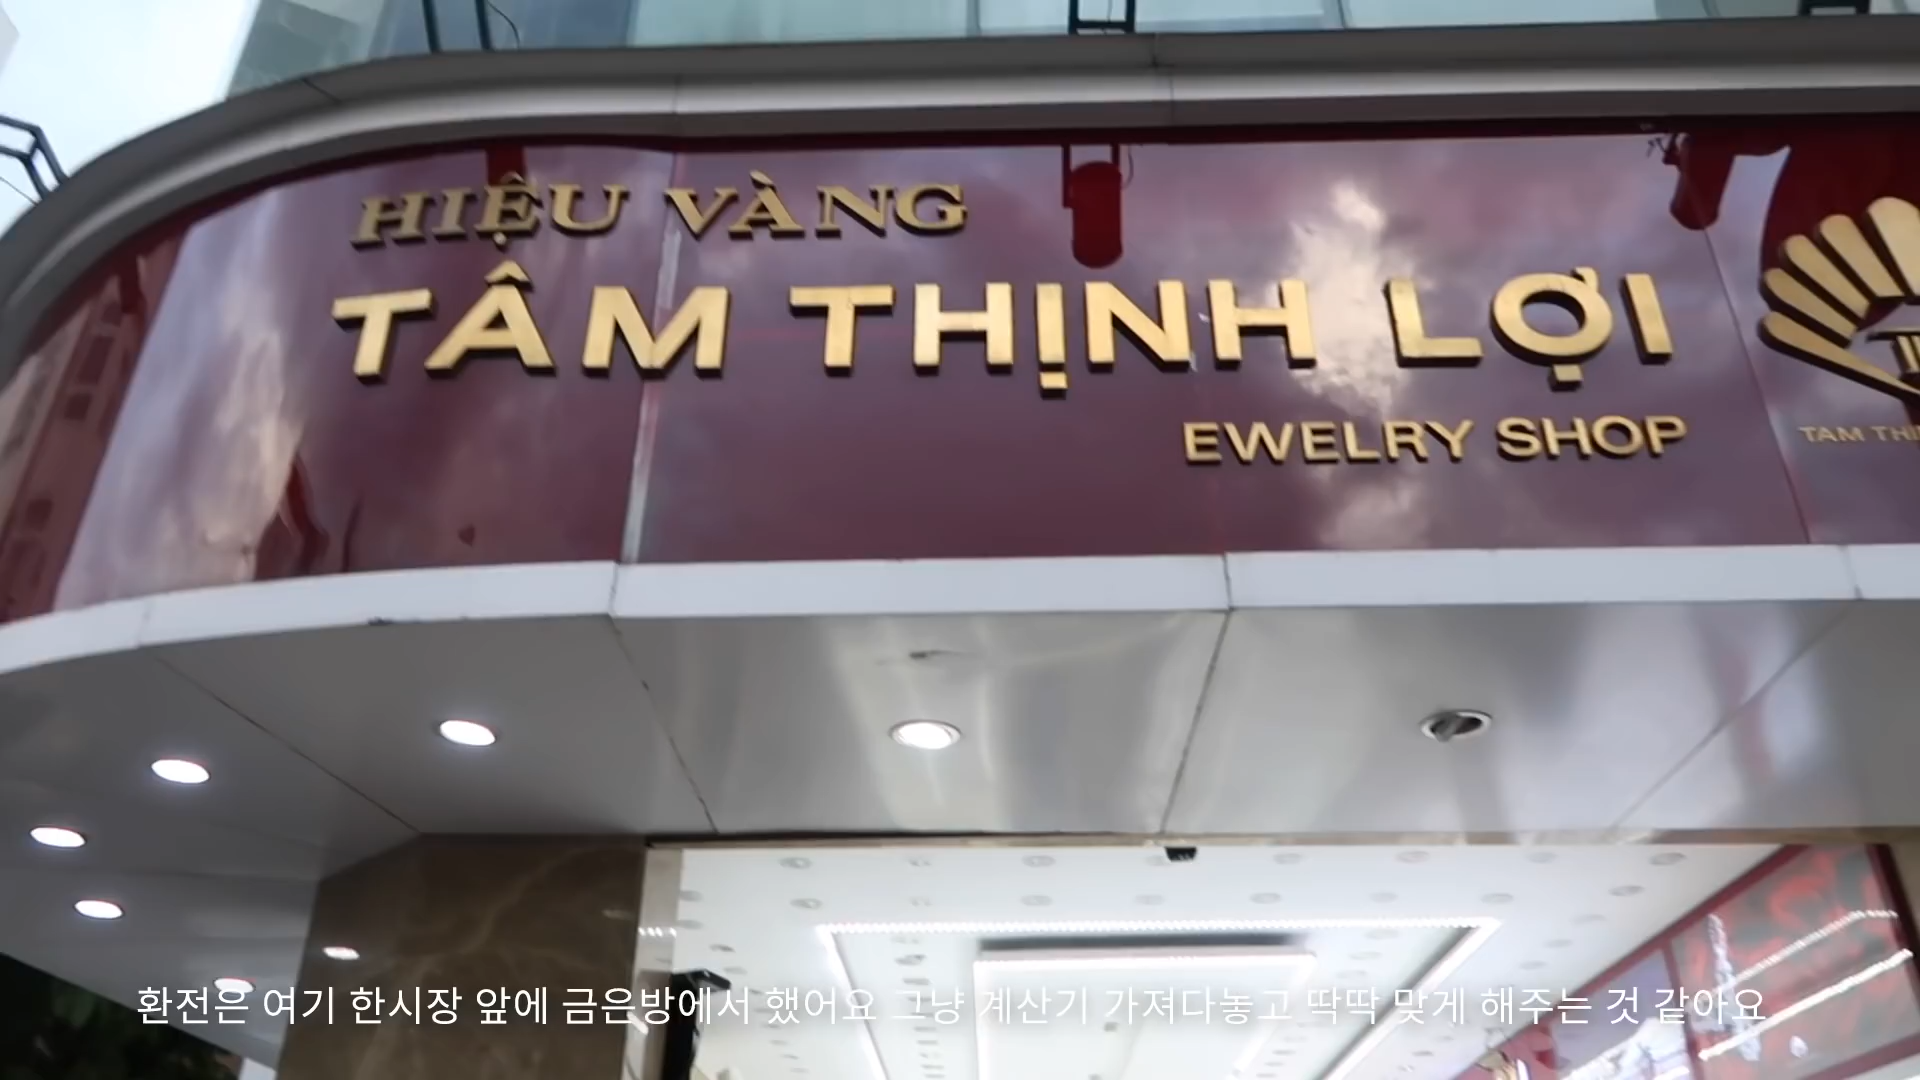 HIỆU VÀNG
TÂM THỊNH LỢI
EWELRY SHOP
TAM
환전은 여기 한시장 앞에 금은방에서 했어요 그냥 계산기 가져다놓고 딱딱 맞게 해주는 것 같아요